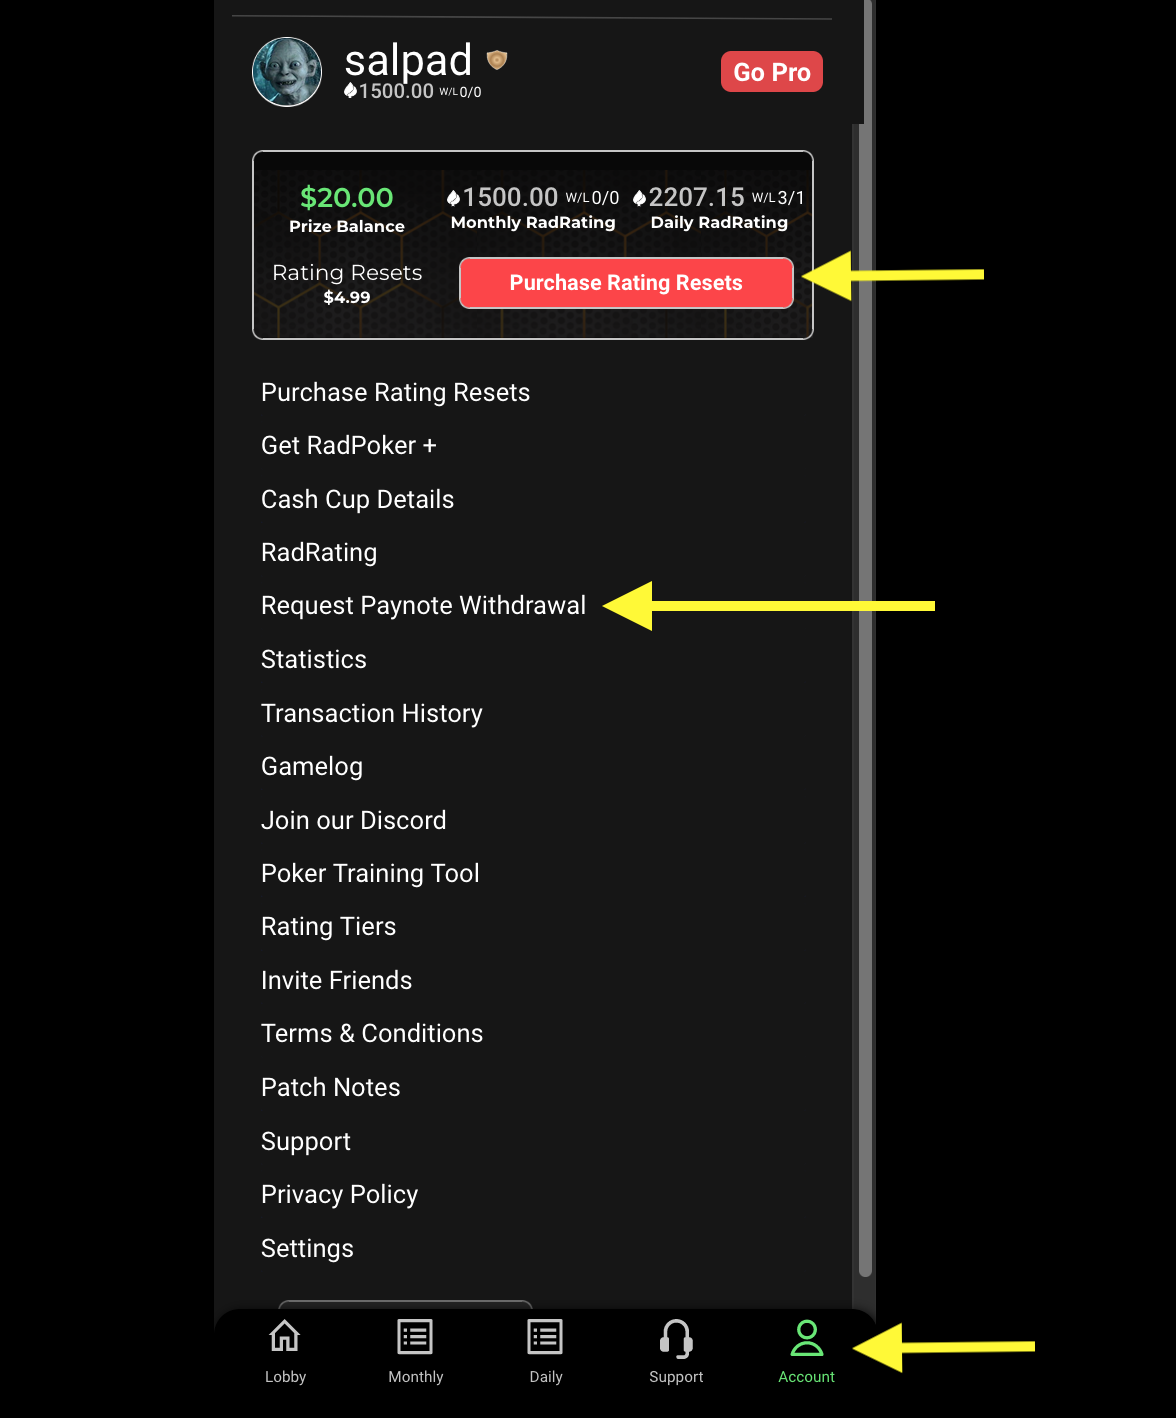 salpad
Go Pro
1500.00 W/L 0/0
$20.00
Prize Balance
1500.00 W/L 0/0
Monthly RadRating
2207.15 W/L 3/1
Daily RadRating
Rating Resets
$4.99
Purchase Rating Resets
Purchase Rating Resets
Get RadPoker +
Cash Cup Details
RadRating
Request Paynote Withdrawal
Statistics
Transaction History
Gamelog
Join our Discord
Poker Training Tool
Rating Tiers
Invite Friends
Terms & Conditions
Patch Notes
Support
Privacy Policy
Settings
Lobby
Monthly
Daily
Support
Account